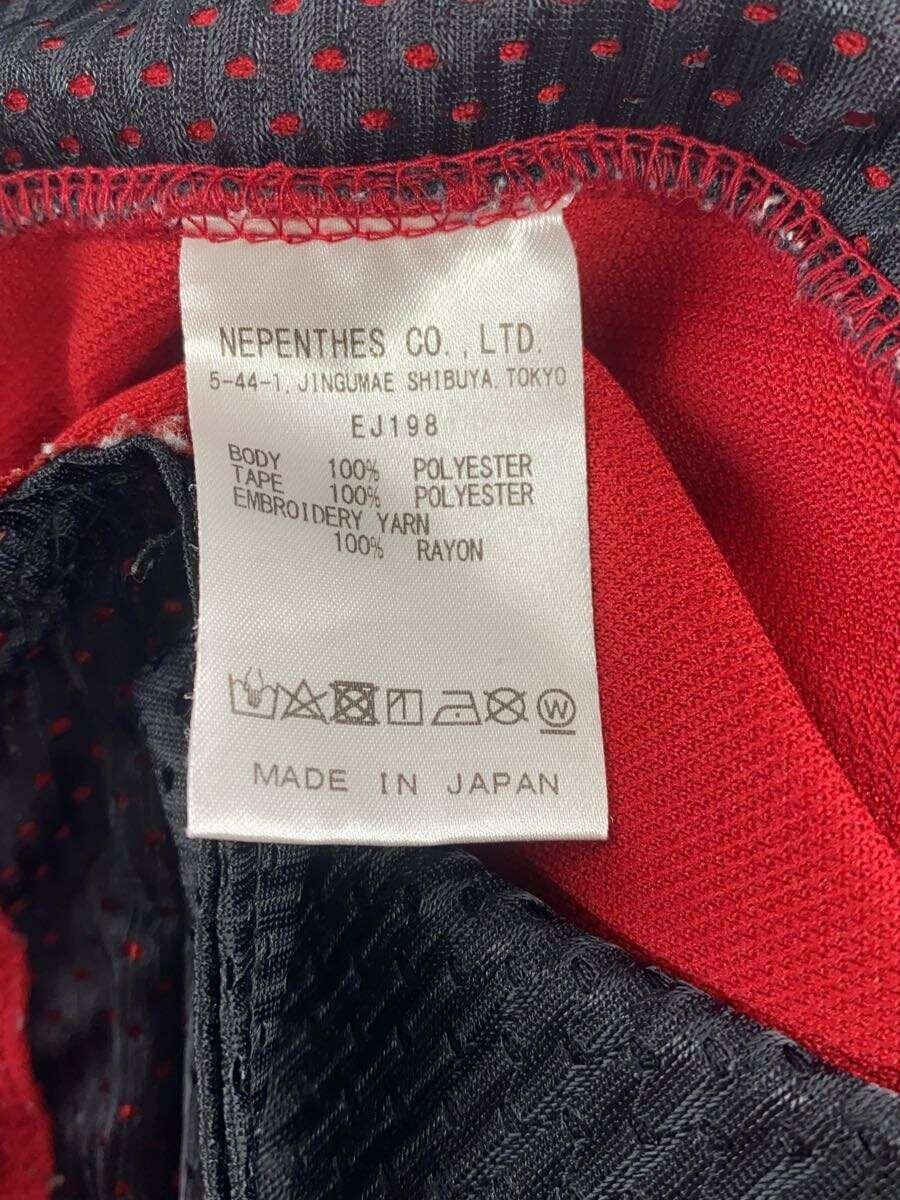 NEPENTHES CO.,LTD.
5-44-1,JINGUMAE SHIBUYA,TOKYO
EJ198
BODY 100% POLYESTER
TAPE 100% POLYESTER
EMBROIDERY YARN
100% RAYON
W
MADE IN JAPAN